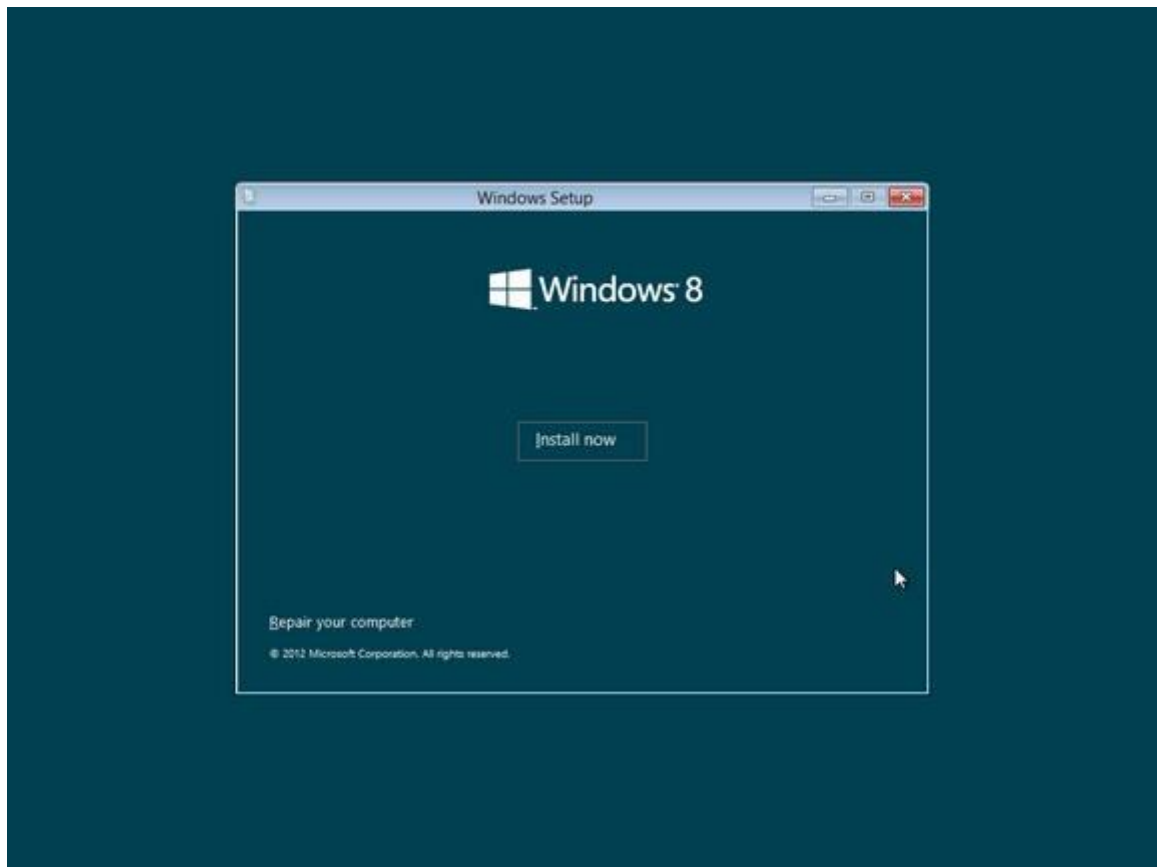 Windows Setup
Windows 8
Install now
Repair your computer
© 2012 Microsoft Corporation. All rights reserved.